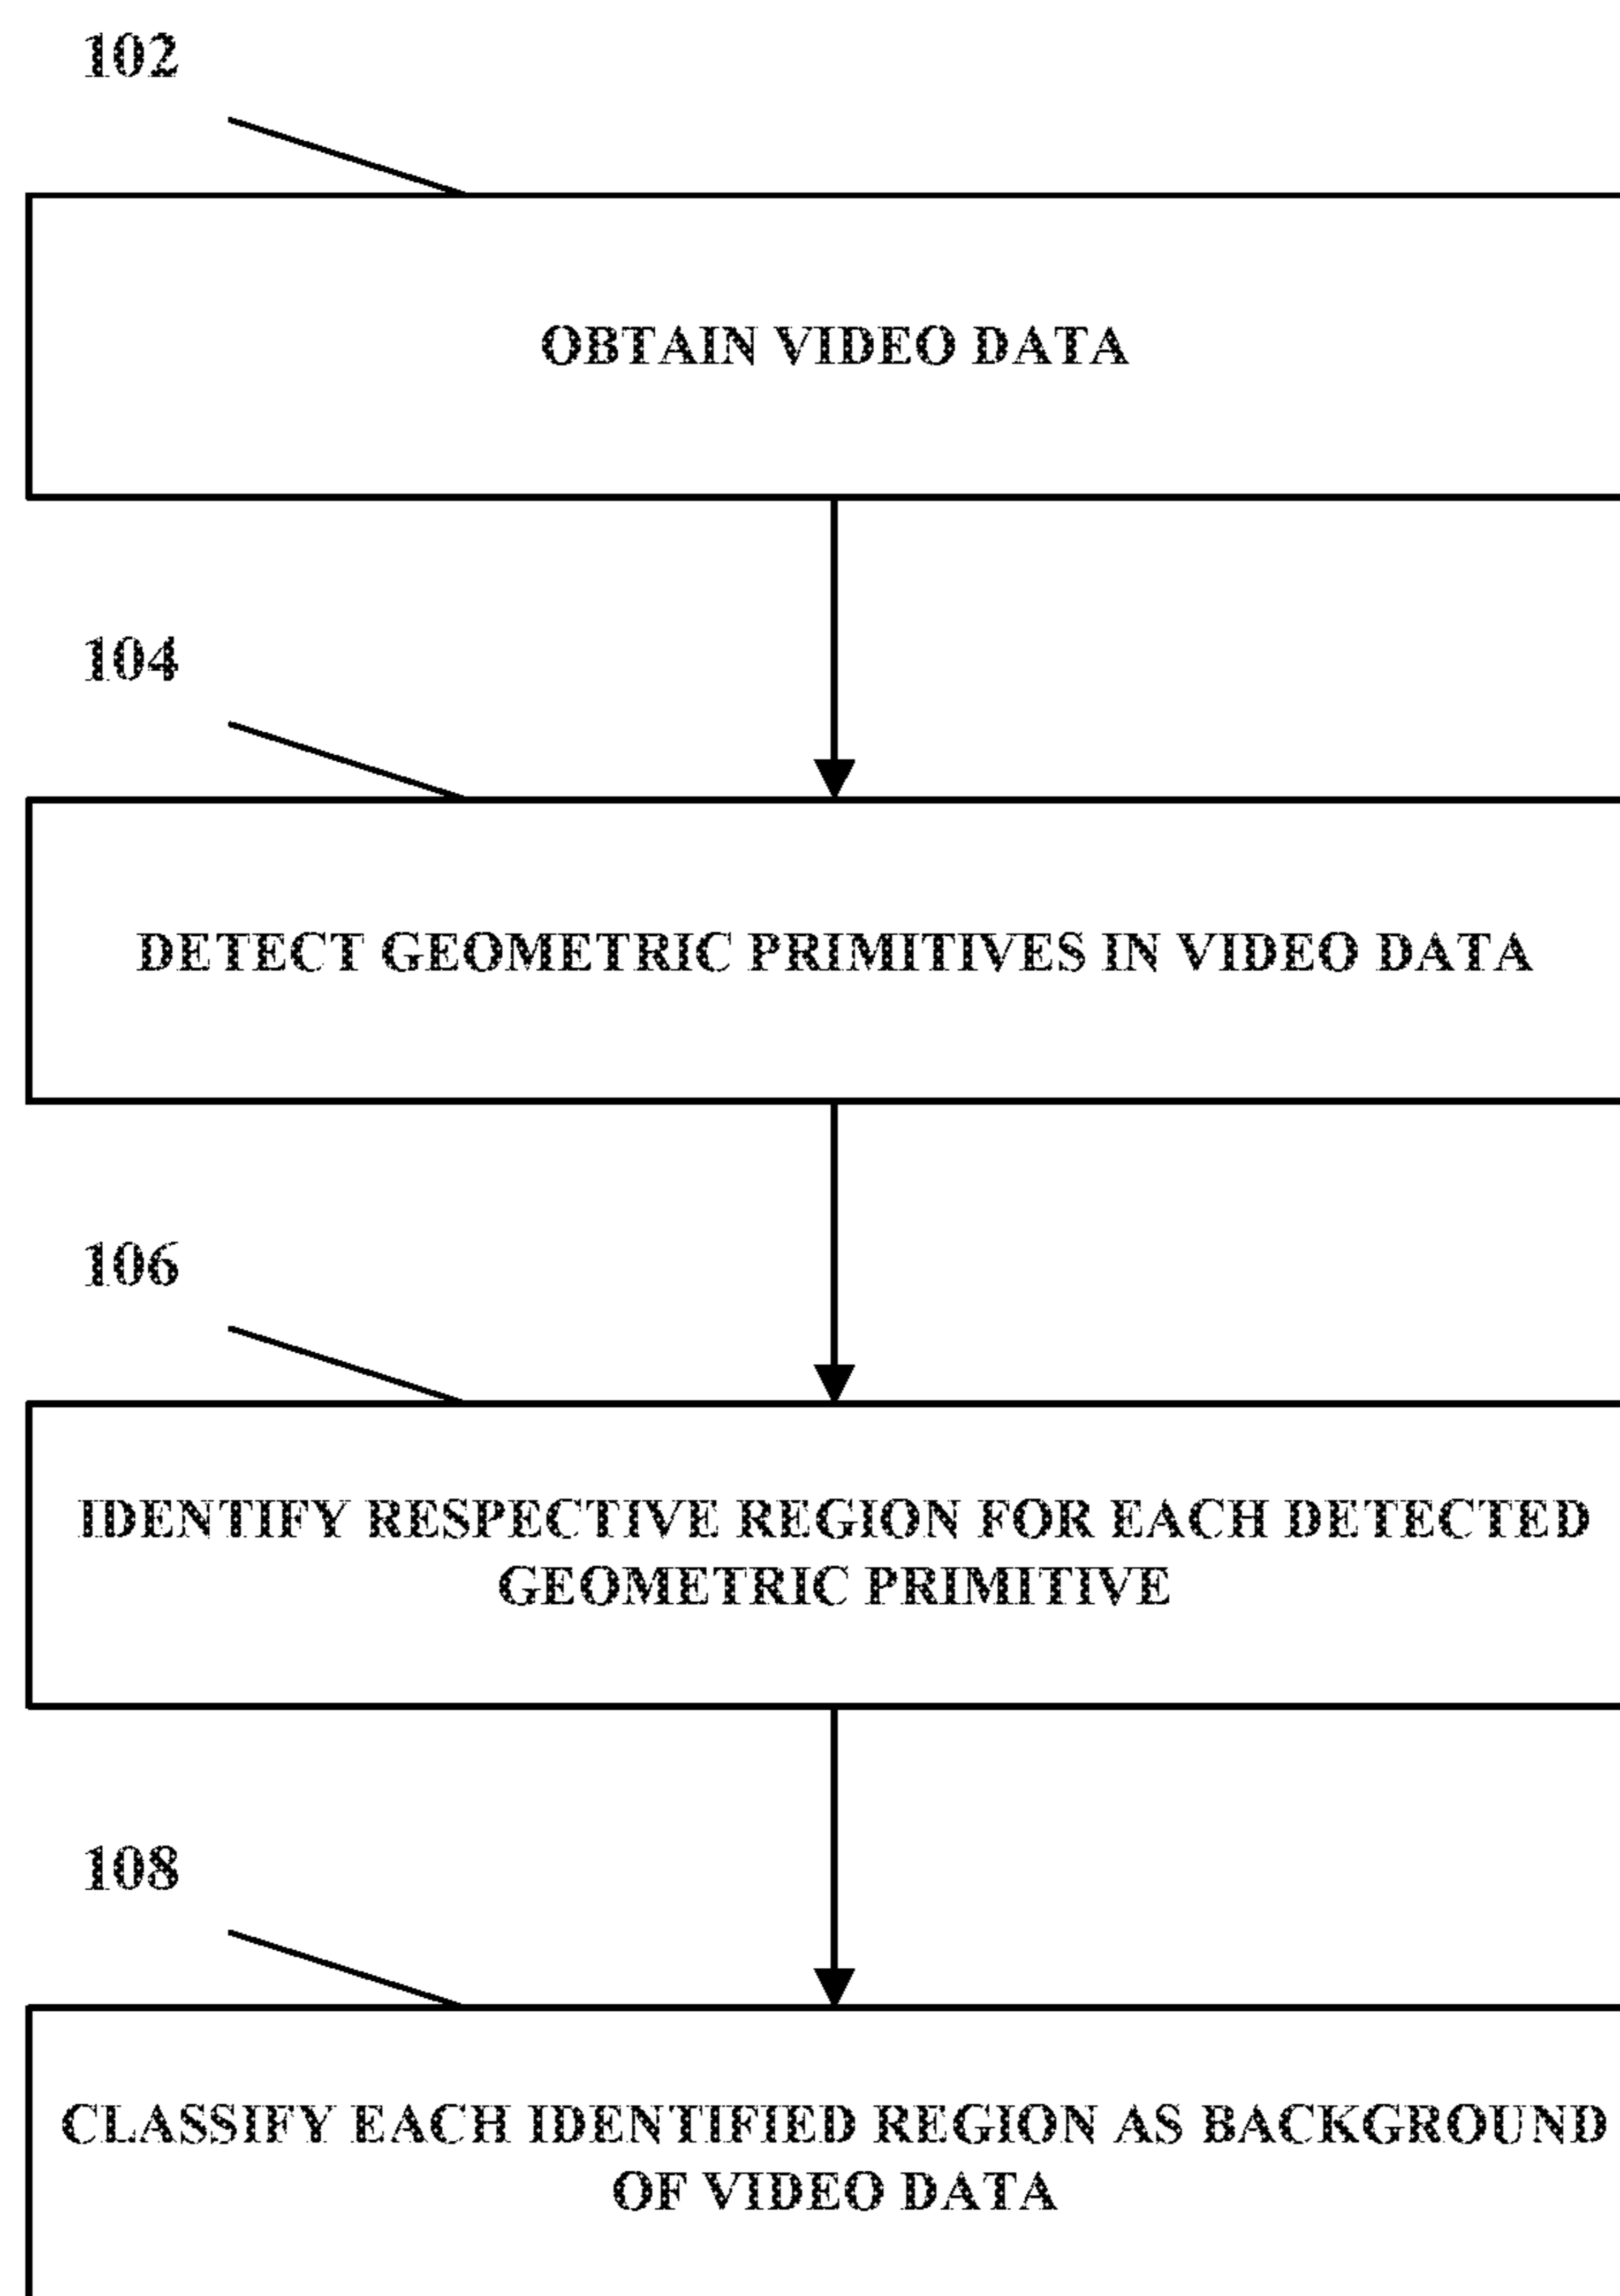 102
OBTAIN VIDEO DATA
104
DETECT GEOMETRIC PRIMITIVES IN VIDEO DATA
106
IDENTIFY RESPECTIVE REGION FOR EACH DETECTED
GEOMETRIC PRIMITIVE
108
CLASSIFY EACH IDENTIFIED REGION AS BACKGROUND
OF VIDEO DATA